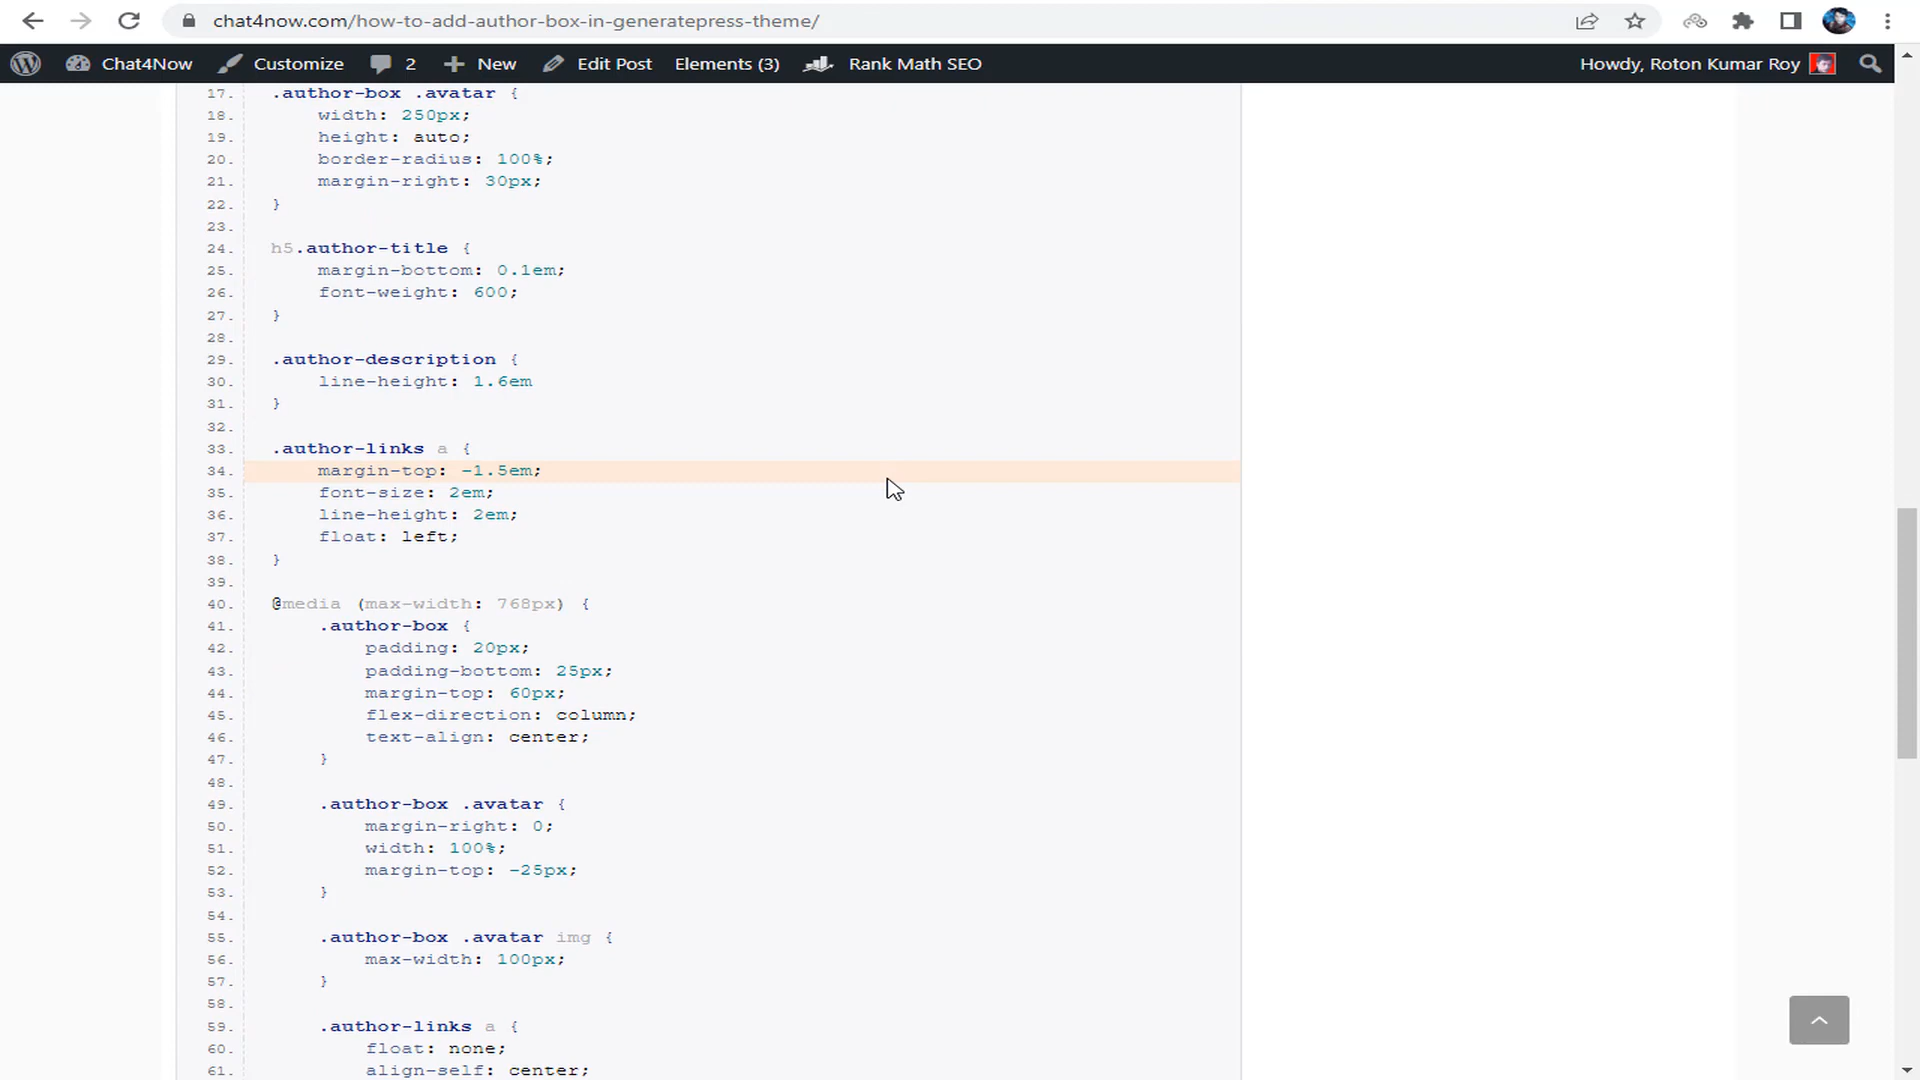 chat4now.com/how-to-add-author-box-in-generatepress-theme/
Chat4Now Customize 2 New Edit Post Elements (3) Rank Math SEO Howdy, Roton Kumar Roy
17. .author-box .avatar {
18. width: 250px;
19. height: auto;
20. border-radius: 100%;
21. margin-right: 30px;
22. }
23.
24. h5.author-title {
25. margin-bottom: 0.1em;
26. font-weight: 600;
27. }
28.
29. .author-description {
30. line-height: 1.6em
31. }
32.
33. .author-links a {
34. margin-top: -1.5em;
35. font-size: 2em;
36. line-height: 2em;
37. float: left;
38. }
39.
40. @media (max-width: 768px) {
41. .author-box {
42. padding: 20px;
43. padding-bottom: 25px;
44. margin-top: 60px;
45. flex-direction: column;
46. text-align: center;
47. }
48.
49. .author-box .avatar {
50. margin-right: 0;
51. width: 100%;
52. margin-top: -25px;
53. }
54.
55. .author-box .avatar img {
56. max-width: 100px;
57. }
58.
59. .author-links a {
60. float: none;
61. align-self: center;